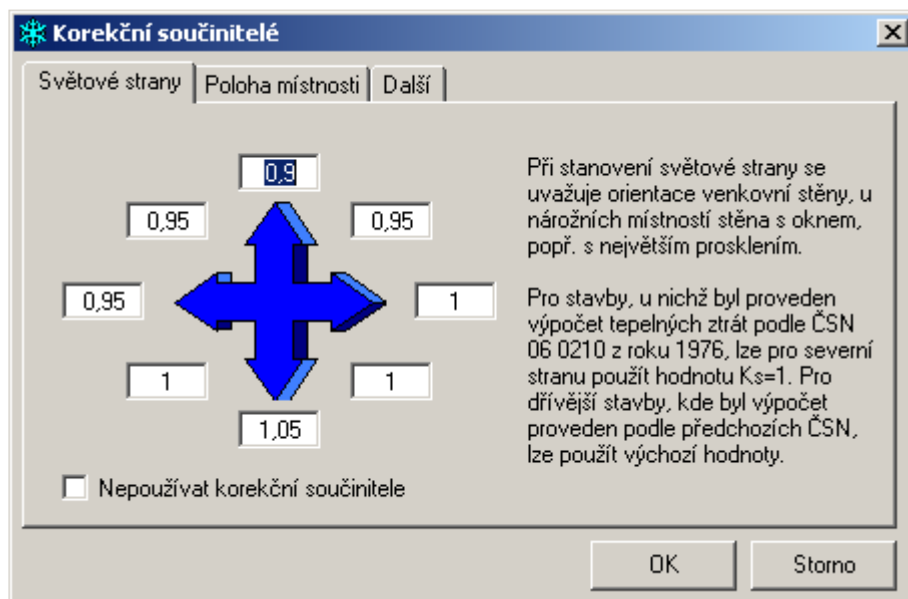 Korekční součinitelé
Světové strany Poloha místnosti Další
0,9
0,95 0,95
0,95 1
1 1
1,05
Při stanovení světové strany se
uvažuje orientace venkovní stěny, u
nárožních místností stěna s oknem,
popř. s největším prosklením.
Pro stavby, u nichž byl proveden
výpočet tepelných ztrát podle ČSN
06 0210 z roku 1976, lze pro severní
stranu použít hodnotu Ks=1. Pro
dřívější stavby, kde byl výpočet
proveden podle předchozích ČSN,
lze použít výchozí hodnoty.
Nepoužívat korekční součinitele
OK Storno